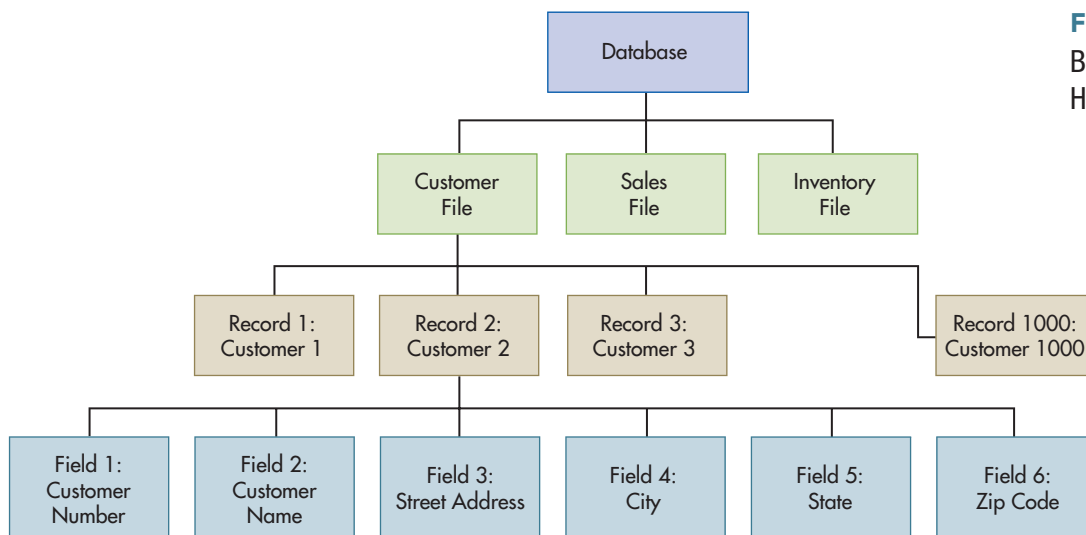 Database
F
B
H
Customer
File
Sales
File
Inventory
File
Record 1:
Customer 1
Record 2:
Customer 2
Record 3:
Customer 3
Record 1000:
Customer 1000
Field 1:
Customer
Number
Field 2:
Customer
Name
Field 3:
Street Address
Field 4:
City
Field 5:
State
Field 6:
Zip Code